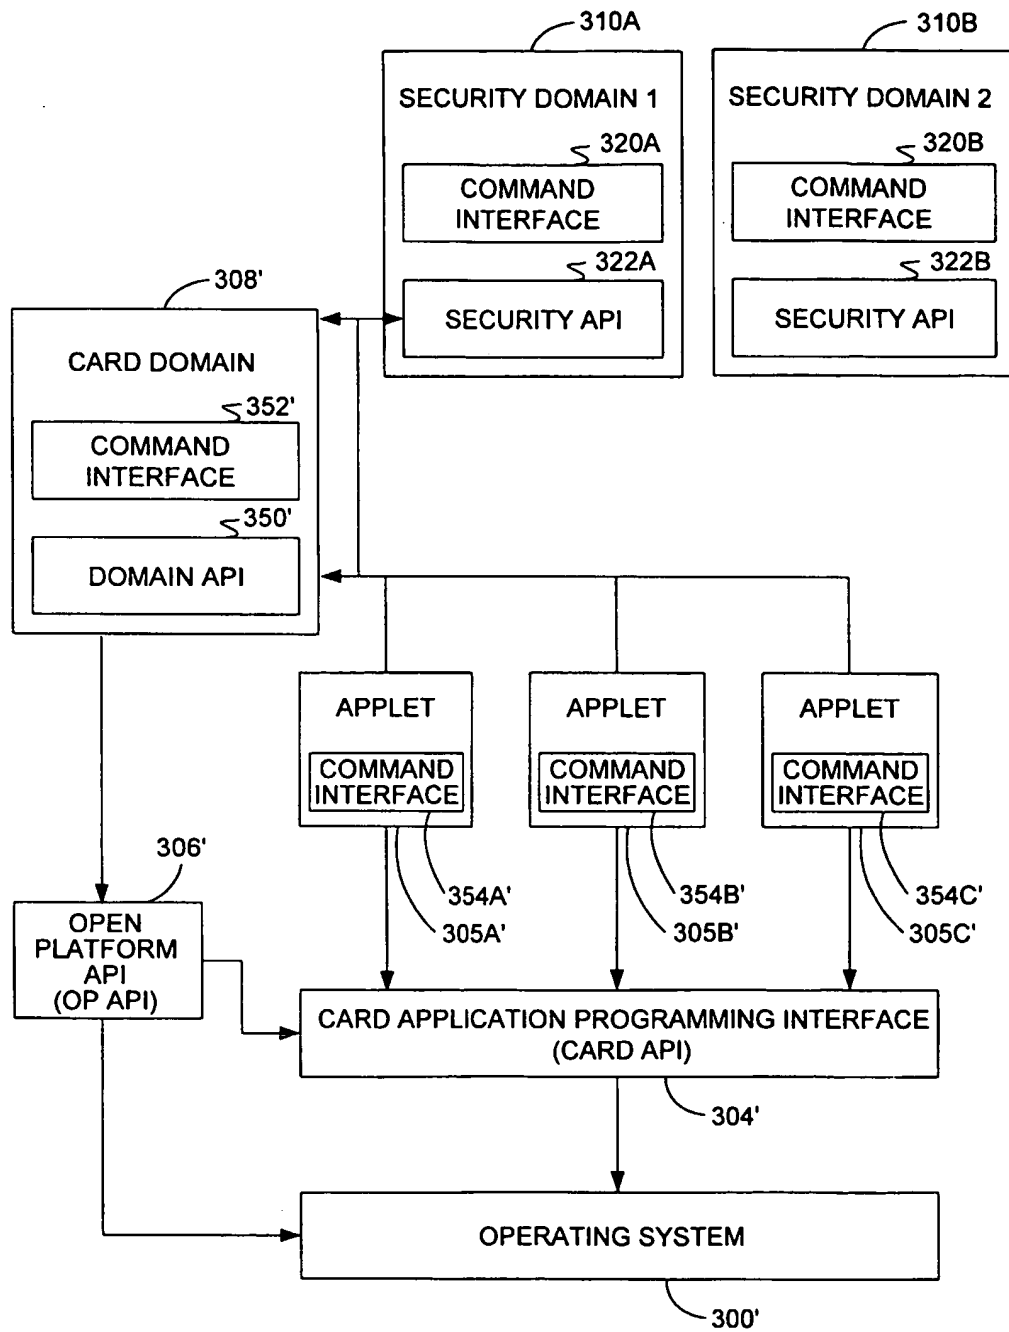 310A
310B
SECURITY DOMAIN 1
SECURITY DOMAIN 2
320A
320B
COMMAND
INTERFACE
COMMAND
INTERFACE
322A
322B
SECURITY API
SECURITY API
308'
CARD DOMAIN
352'
COMMAND
INTERFACE
350'
DOMAIN API
APPLET
APPLET
APPLET
COMMAND
INTERFACE
COMMAND
INTERFACE
COMMAND
INTERFACE
306'
354A'
354B'
354C'
305A'
305B'
305C'
OPEN
PLATFORM
API
(OP API)
CARD APPLICATION PROGRAMMING INTERFACE
(CARD API)
304'
OPERATING SYSTEM
300'